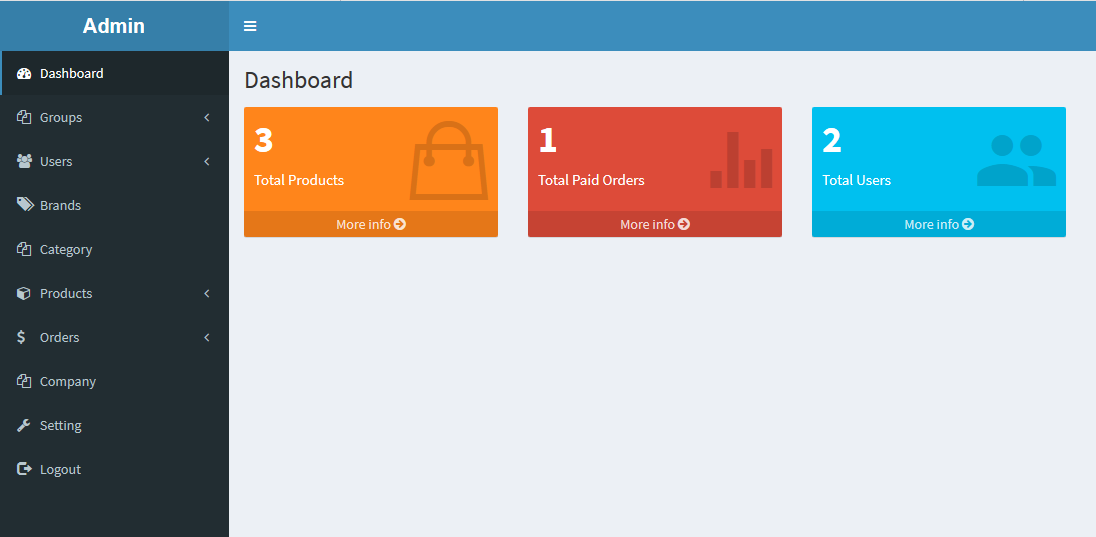 Admin
Dashboard
Groups
Users
Brands
Category
Products
Orders
Company
Setting
Logout
Dashboard
3
Total Products
More info
1
Total Paid Orders
More info
2
Total Users
More info